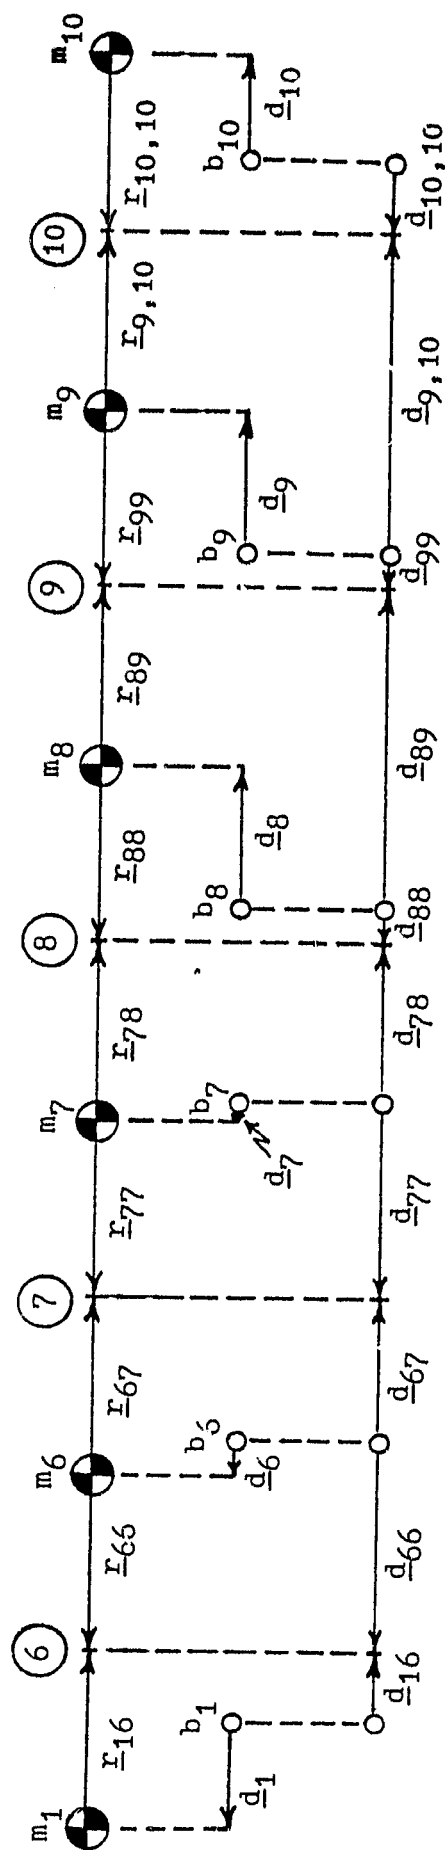 m1 m6 m7 m8 m9 m10
6 7 8 9 10
r16 r66 r67 r77 r78 r88 r89 r99 r9,10 r10,10
b1 b6 b7 b8 b9 b10
d1 d6 d7 d8 d9 d10
d16 d66 d67 d77 d78 d88 d89 d99 d9,10 d10,10